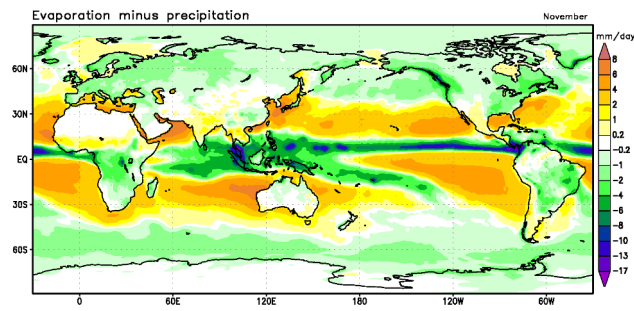 Evaporation minus precipitation
November
mm/day
60N
30N
EQ
30S
60S
0
60E
120E
180
120W
60W
8
6
4
2
1
0.2
−0.2
−1
−2
−4
−6
−8
−10
−13
−17